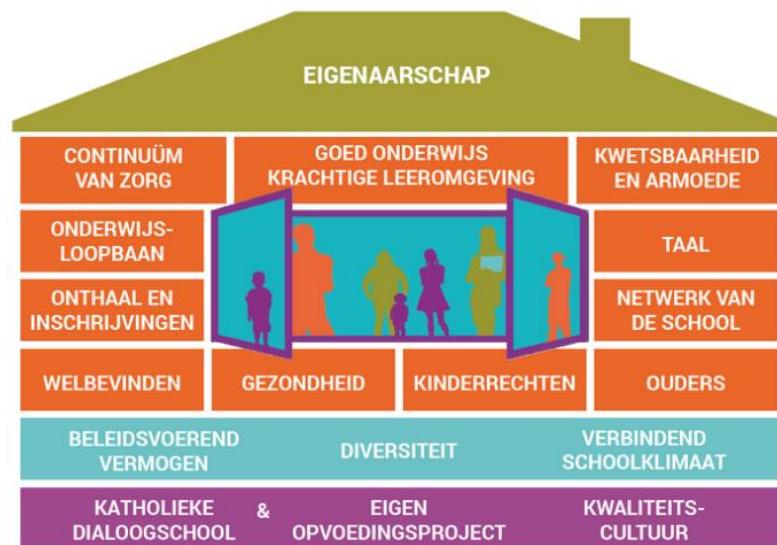 EIGENAARSCHAP
CONTINUÜM
VAN ZORG
GOED ONDERWIJS
KRACHTIGE LEEROMGEVING
KWETSBAARHEID
EN ARMOEDE
ONDERWIJS-
LOOPBAAN
TAAL
ONTHAAL EN
INSCHRIJVINGEN
NETWERK VAN
DE SCHOOL
WELBEVINDEN
GEZONDHEID
KINDERRECHTEN
OUDERS
BELEIDSVOEREND
VERMOGEN
DIVERSITEIT
VERBINDEND
SCHOOLKLIMAAT
KATHOLIEKE
DIALOOGSCHOOL
&
EIGEN
OPVOEDINGSPROJECT
KWALITEITS-
CULTUUR